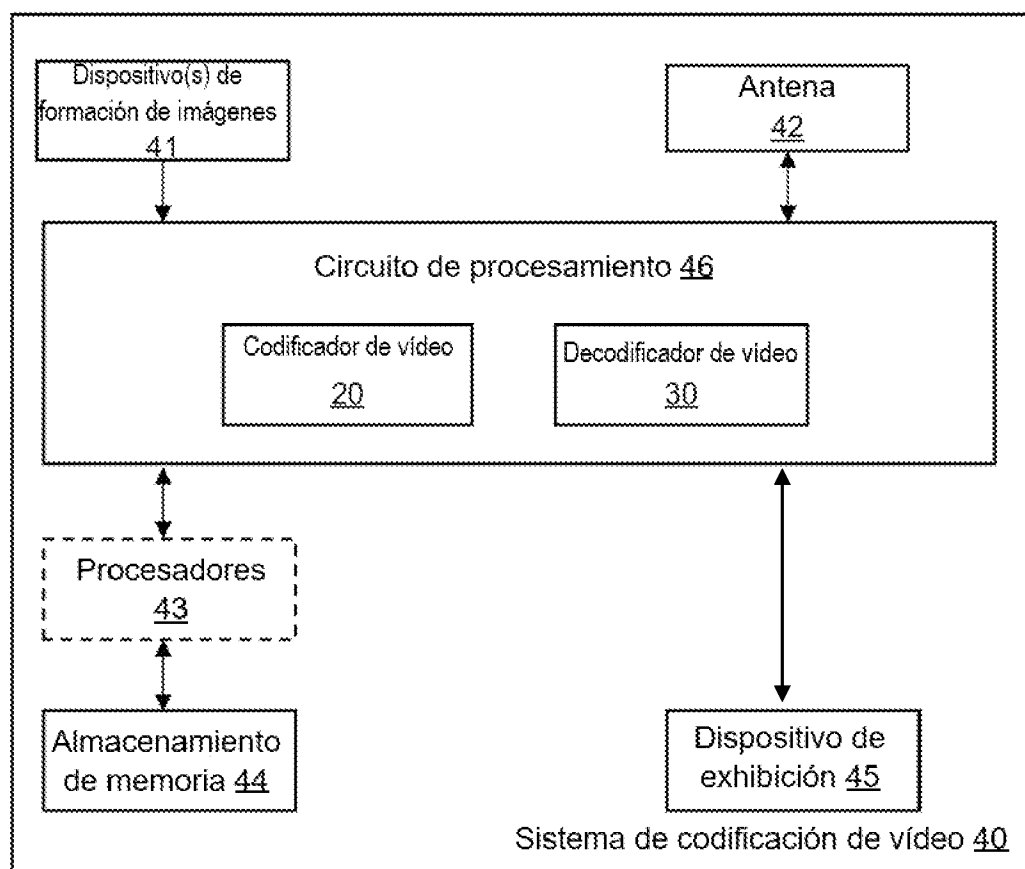 Dispositivo(s) de
formación de imágenes
41
Antena
42
Circuito de procesamiento 46
Codificador de vídeo
20
Decodificador de vídeo
30
Procesadores
43
Almacenamiento
de memoria 44
Dispositivo de
exhibición 45
Sistema de codificación de vídeo 40